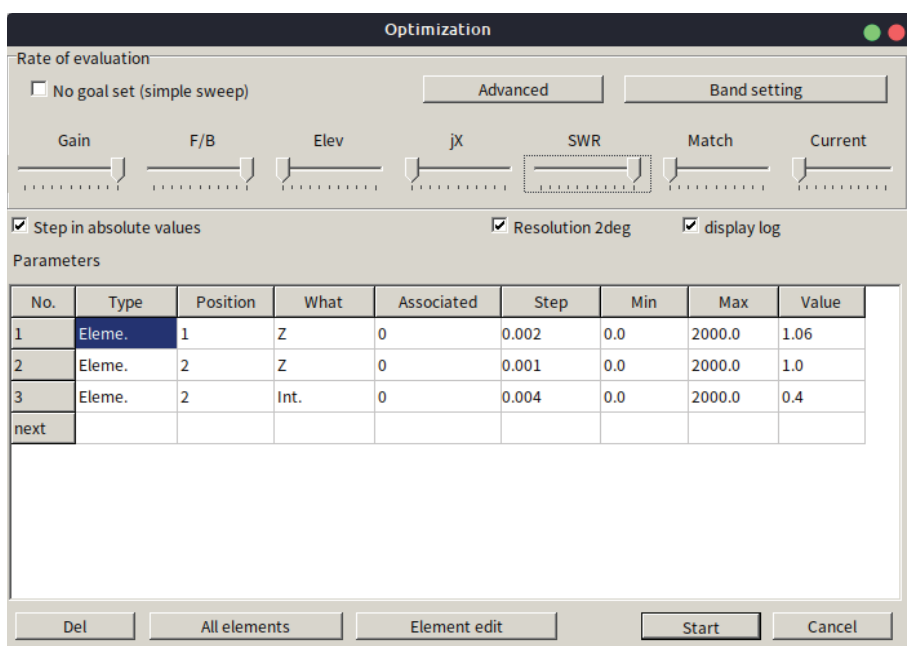 Optimization
Rate of evaluation
No goal set (simple sweep) Advanced Band setting
Gain F/B Elev jX SWR Match Current
Step in absolute values Resolution 2deg display log
Parameters
No. Type Position What Associated Step Min Max Value
1 Eleme. 1 Z 0 0.002 0.0 2000.0 1.06
2 Eleme. 2 Z 0 0.001 0.0 2000.0 1.0
3 Eleme. 2 Int. 0 0.004 0.0 2000.0 0.4
next
Del All elements Element edit Start Cancel